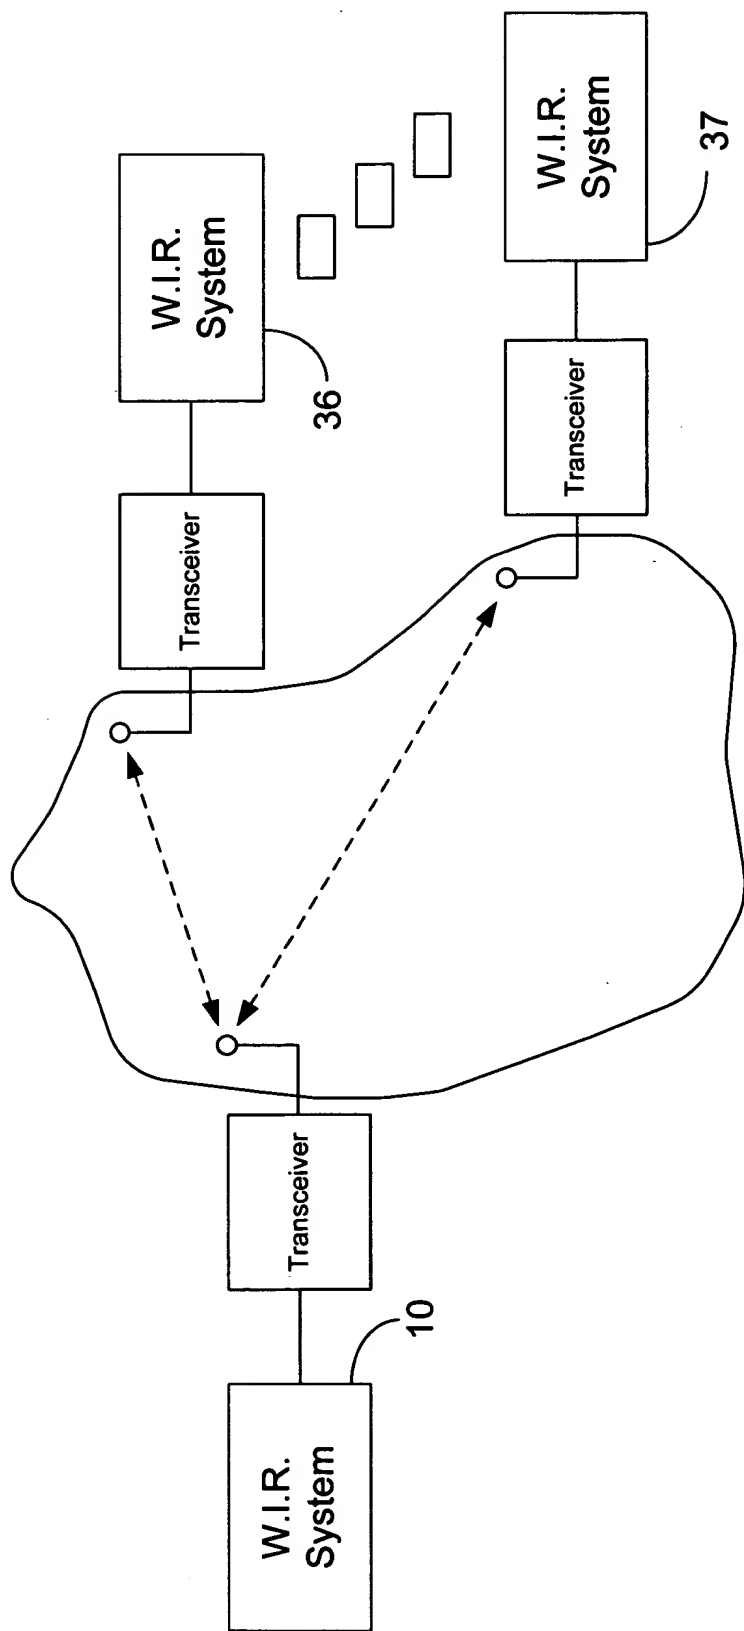 W.I.R.
System
10
Transceiver
Transceiver
W.I.R.
System
36
Transceiver
W.I.R.
System
37